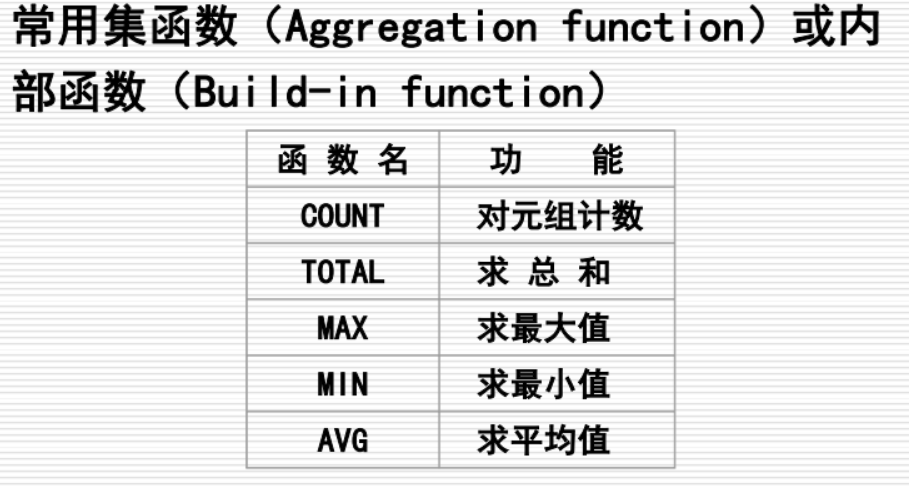 常用集函数（Aggregation function）或内
部函数（Build-in function）
函 数 名 功 能
COUNT 对元组计数
TOTAL 求 总 和
MAX 求最大值
MIN 求最小值
AVG 求平均值